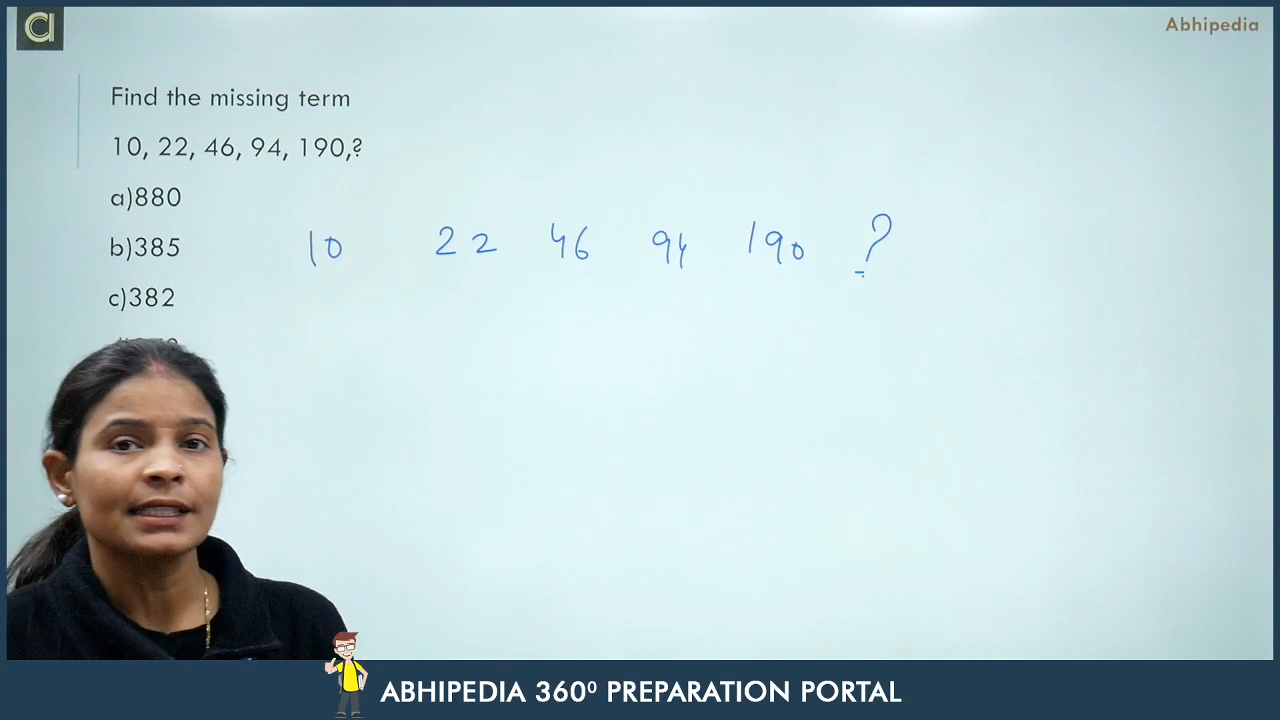 a
Abhipedia
Find the missing term
10, 22, 46, 94, 190,?
a)880
b)385
10 22 46 94 190 ?
c)382
ABHIPEDIA 360⁰ PREPARATION PORTAL